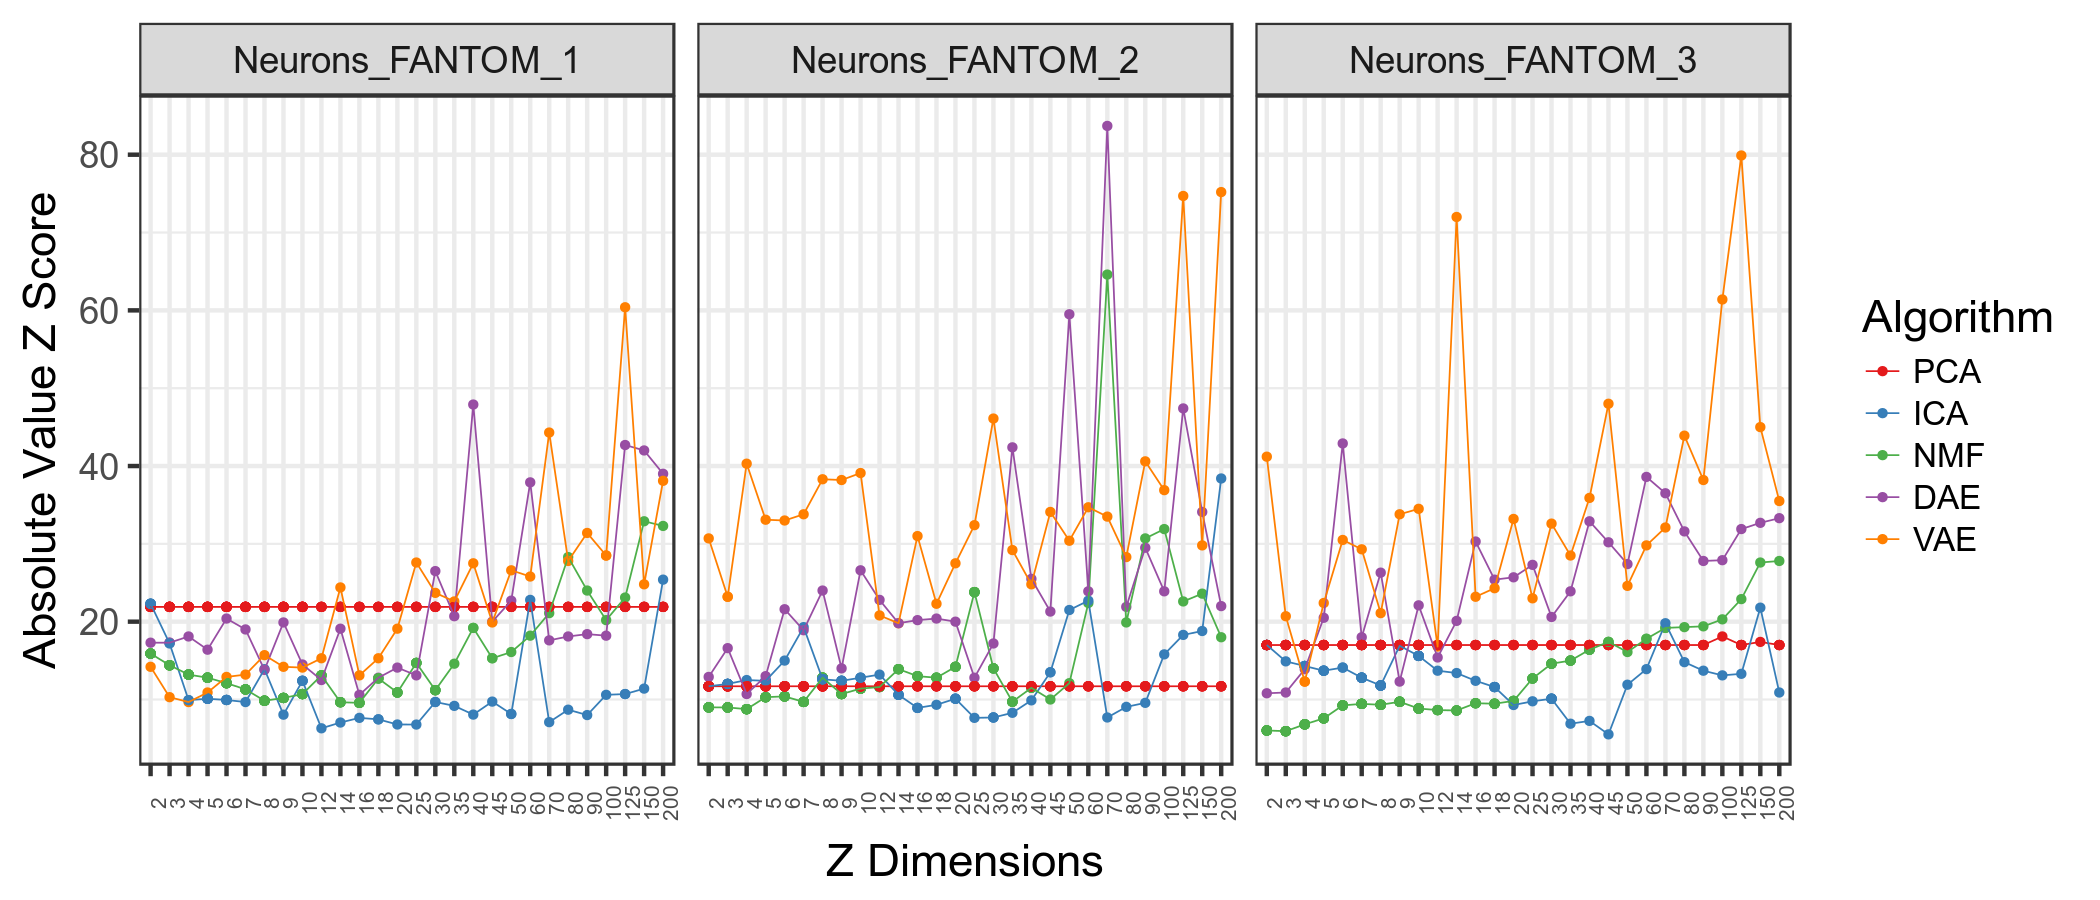 Neurons_FANTOM_1 Neurons_FANTOM_2 Neurons_FANTOM_3
Absolute Value Z Score
80
60
40
20
2 3 4 5 6 7 8 9 10 12 14 16 18 20 25 30 35 40 45 50 60 70 80 90 100 125 150 200
2 3 4 5 6 7 8 9 10 12 14 16 18 20 25 30 35 40 45 50 60 70 80 90 100 125 150 200
2 3 4 5 6 7 8 9 10 12 14 16 18 20 25 30 35 40 45 50 60 70 80 90 100 125 150 200
Z Dimensions
Algorithm
PCA
ICA
NMF
DAE
VAE